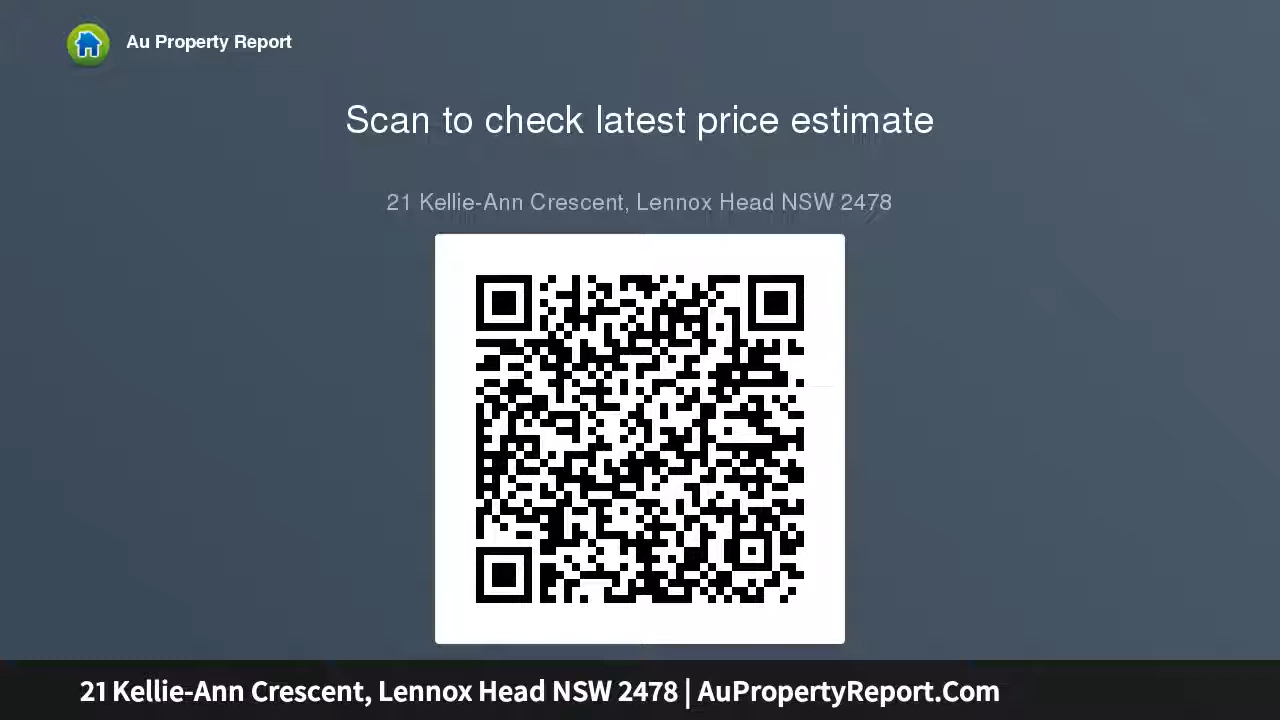 Au Property Report
Scan to check latest price estimate
21 Kellie-Ann Crescent, Lennox Head NSW 2478
21 Kellie-Ann Crescent, Lennox Head NSW 2478 | AuPropertyReport.Com